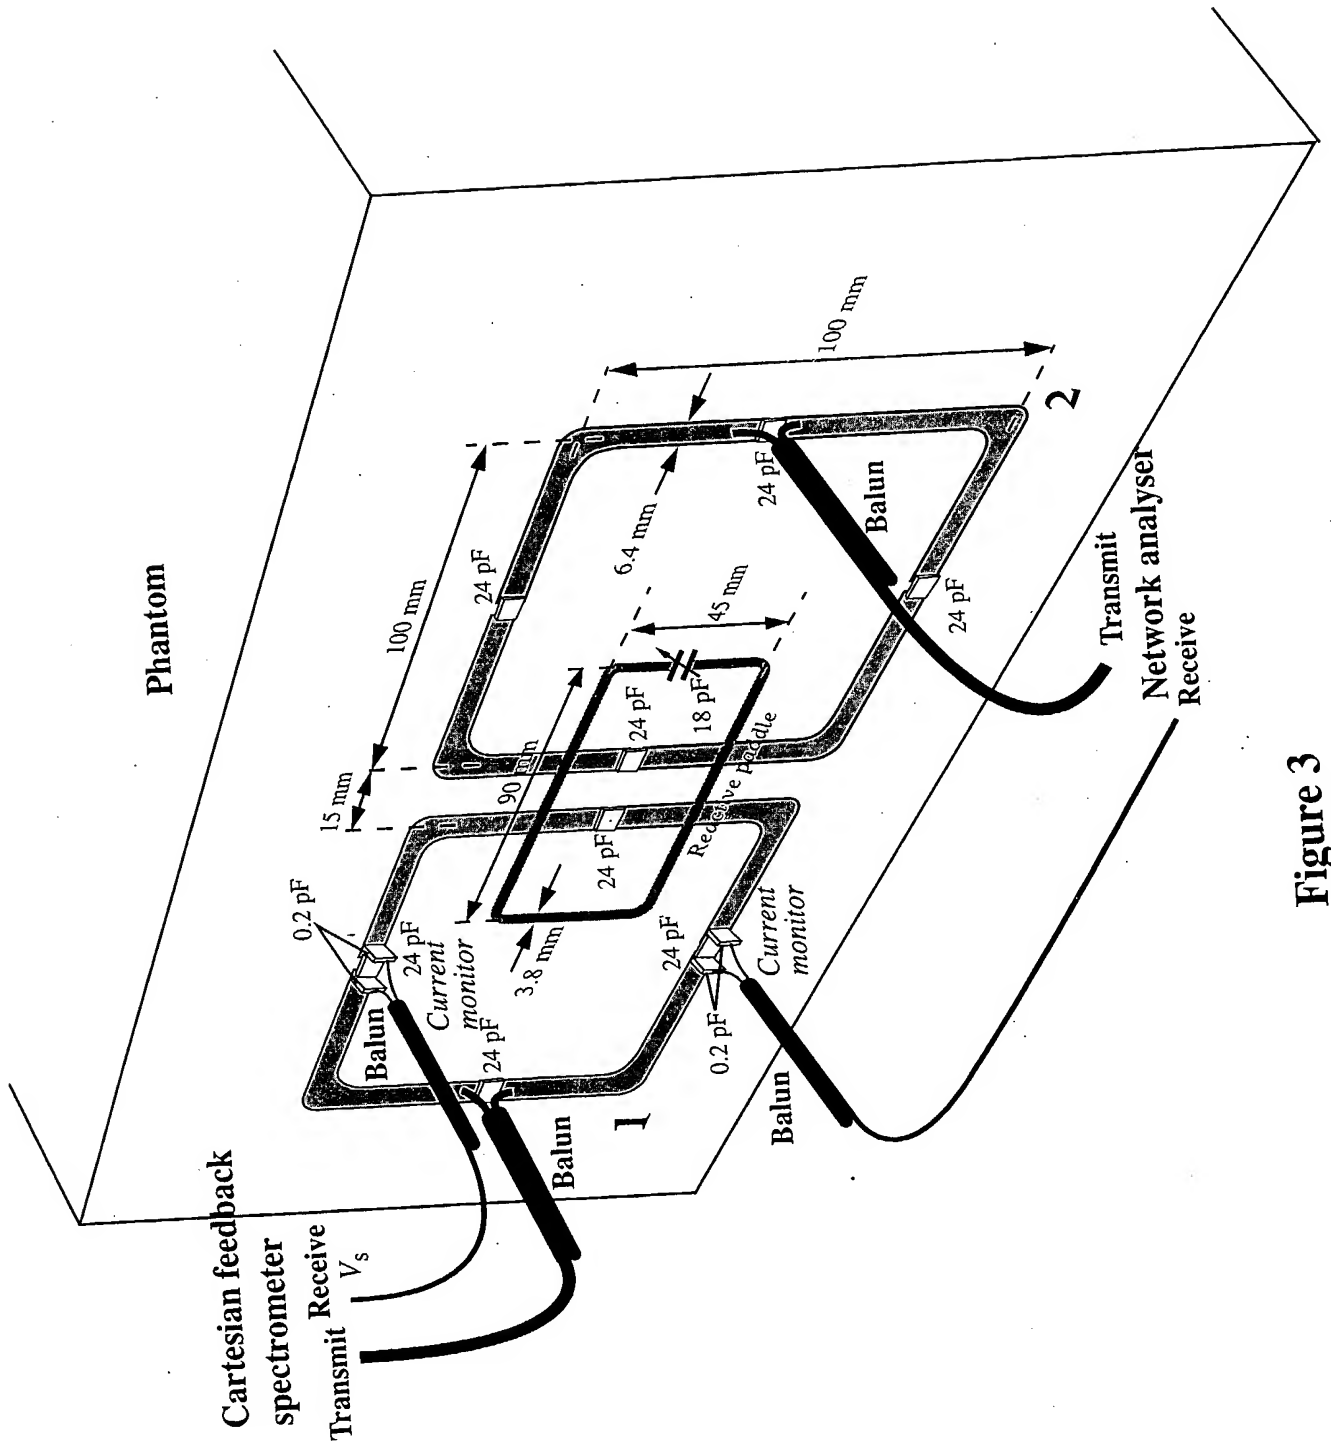 Phantom
Cartesian feedback
spectrometer
Transmit Receive
Vs
Balun
Balun
0.2 pF
24 pF
Current
monitor
24 pF
1
15 mm
100 mm
24 pF
90 mm
3.8 mm
24 pF
24 pF
18 pF
Reactive paddle
45 mm
6.4 mm
100 mm
24 pF
Balun
24 pF
2
24 pF
Current
monitor
0.2 pF
Balun
Transmit
Network analyser
Receive
Figure 3